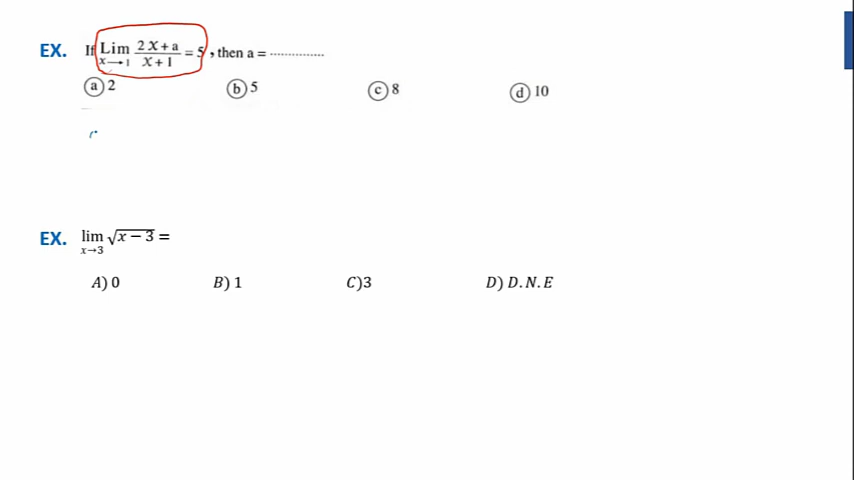 EX. If Lim x→1 (2X+a)/(X+1) = 5, then a = ..............
(a) 2 (b) 5 (c) 8 (d) 10
EX. lim x→3 √(x−3) =
A) 0 B) 1 C)3 D) D.N.E